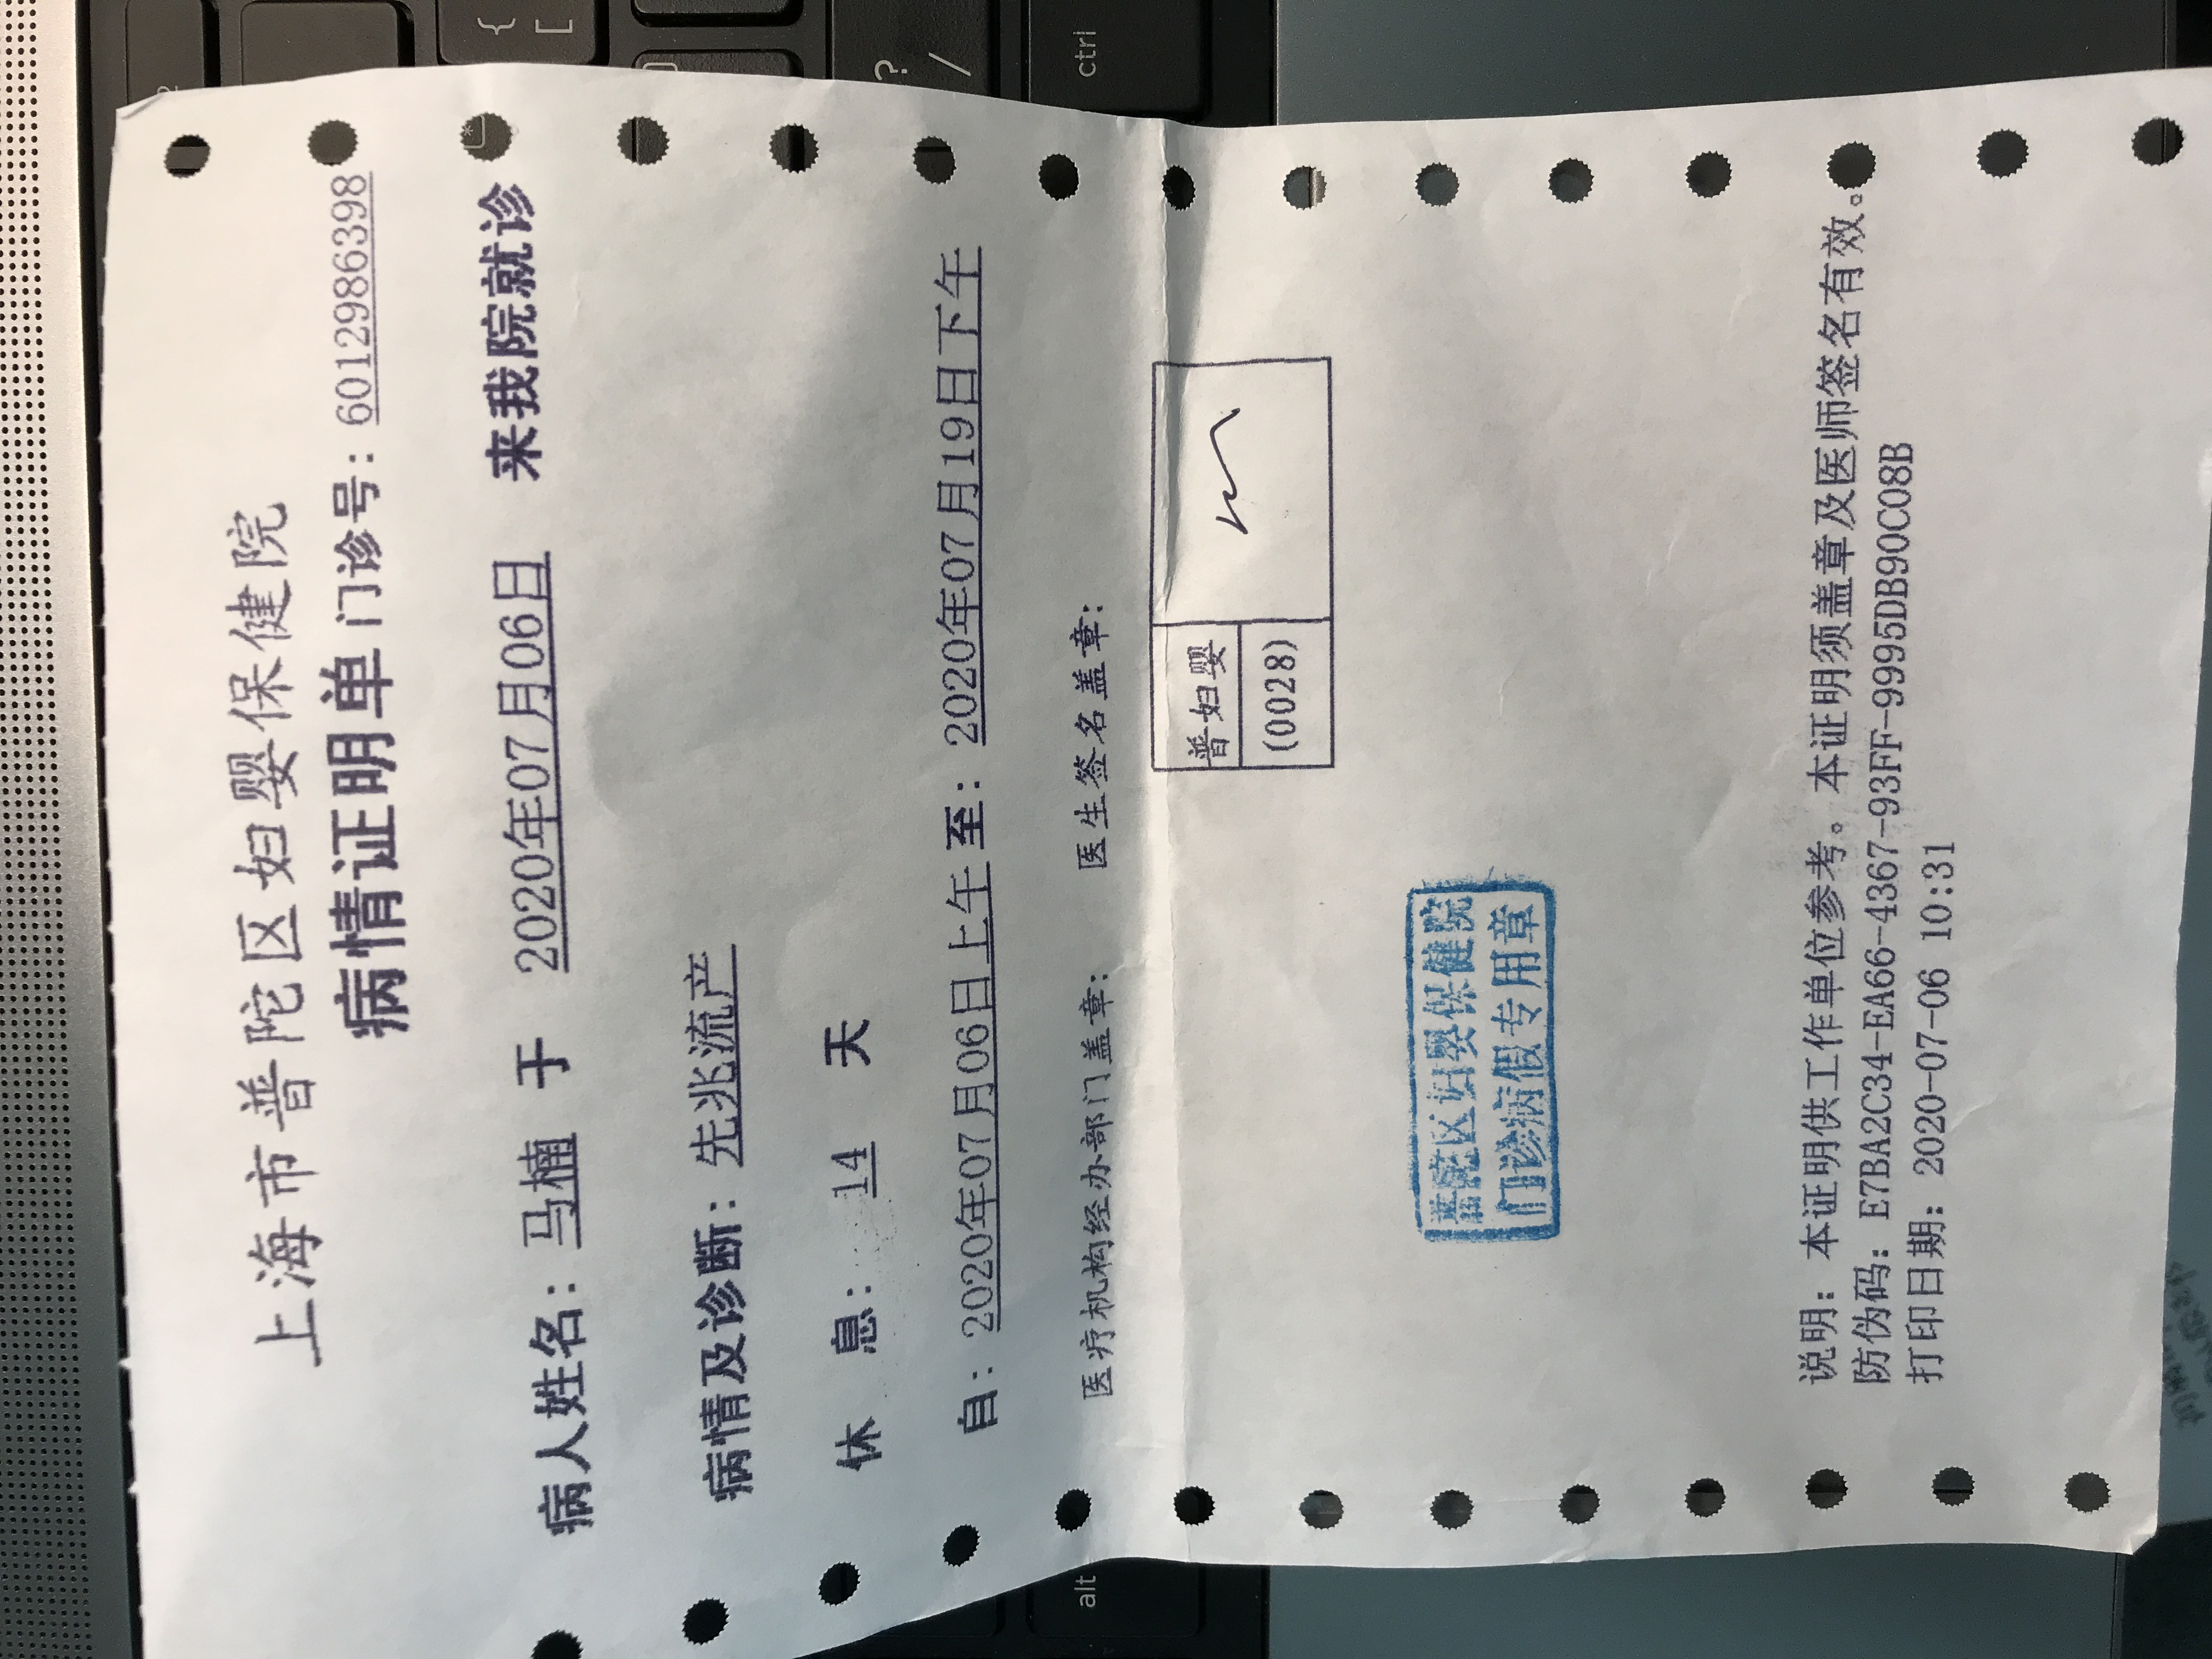 上海市普陀区妇婴保健院
病情证明单 门诊号：6012986398
病人姓名：马楠 于 2020年07月06日 来我院就诊
病情及诊断：先兆流产
休 息：14 天
自：2020年07月06日上午至：2020年07月19日下午
医疗机构经办部门盖章： 医生签名盖章：
普妇婴
(0028)
普陀区妇婴保健院
门诊病假专用章
说明：本证明供工作单位参考。本证明须盖章及医师签名有效。
防伪码：E7BA2C34-EA66-4367-93FF-9995DB90C08B
打印日期：2020-07-06 10:31
{
[
?
/
ctrl
alt